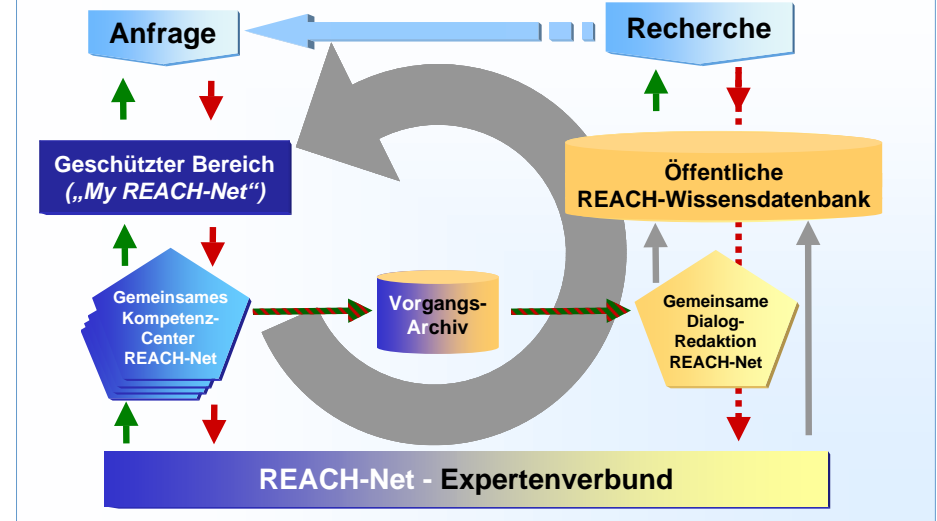 Anfrage
Recherche
Geschützter Bereich
(„My REACH-Net“)
Öffentliche
REACH-Wissensdatenbank
Gemeinsames
Kompetenz-
Center
REACH-Net
Vorgangs-
Archiv
Gemeinsame
Dialog-
Redaktion
REACH-Net
REACH-Net - Expertenverbund